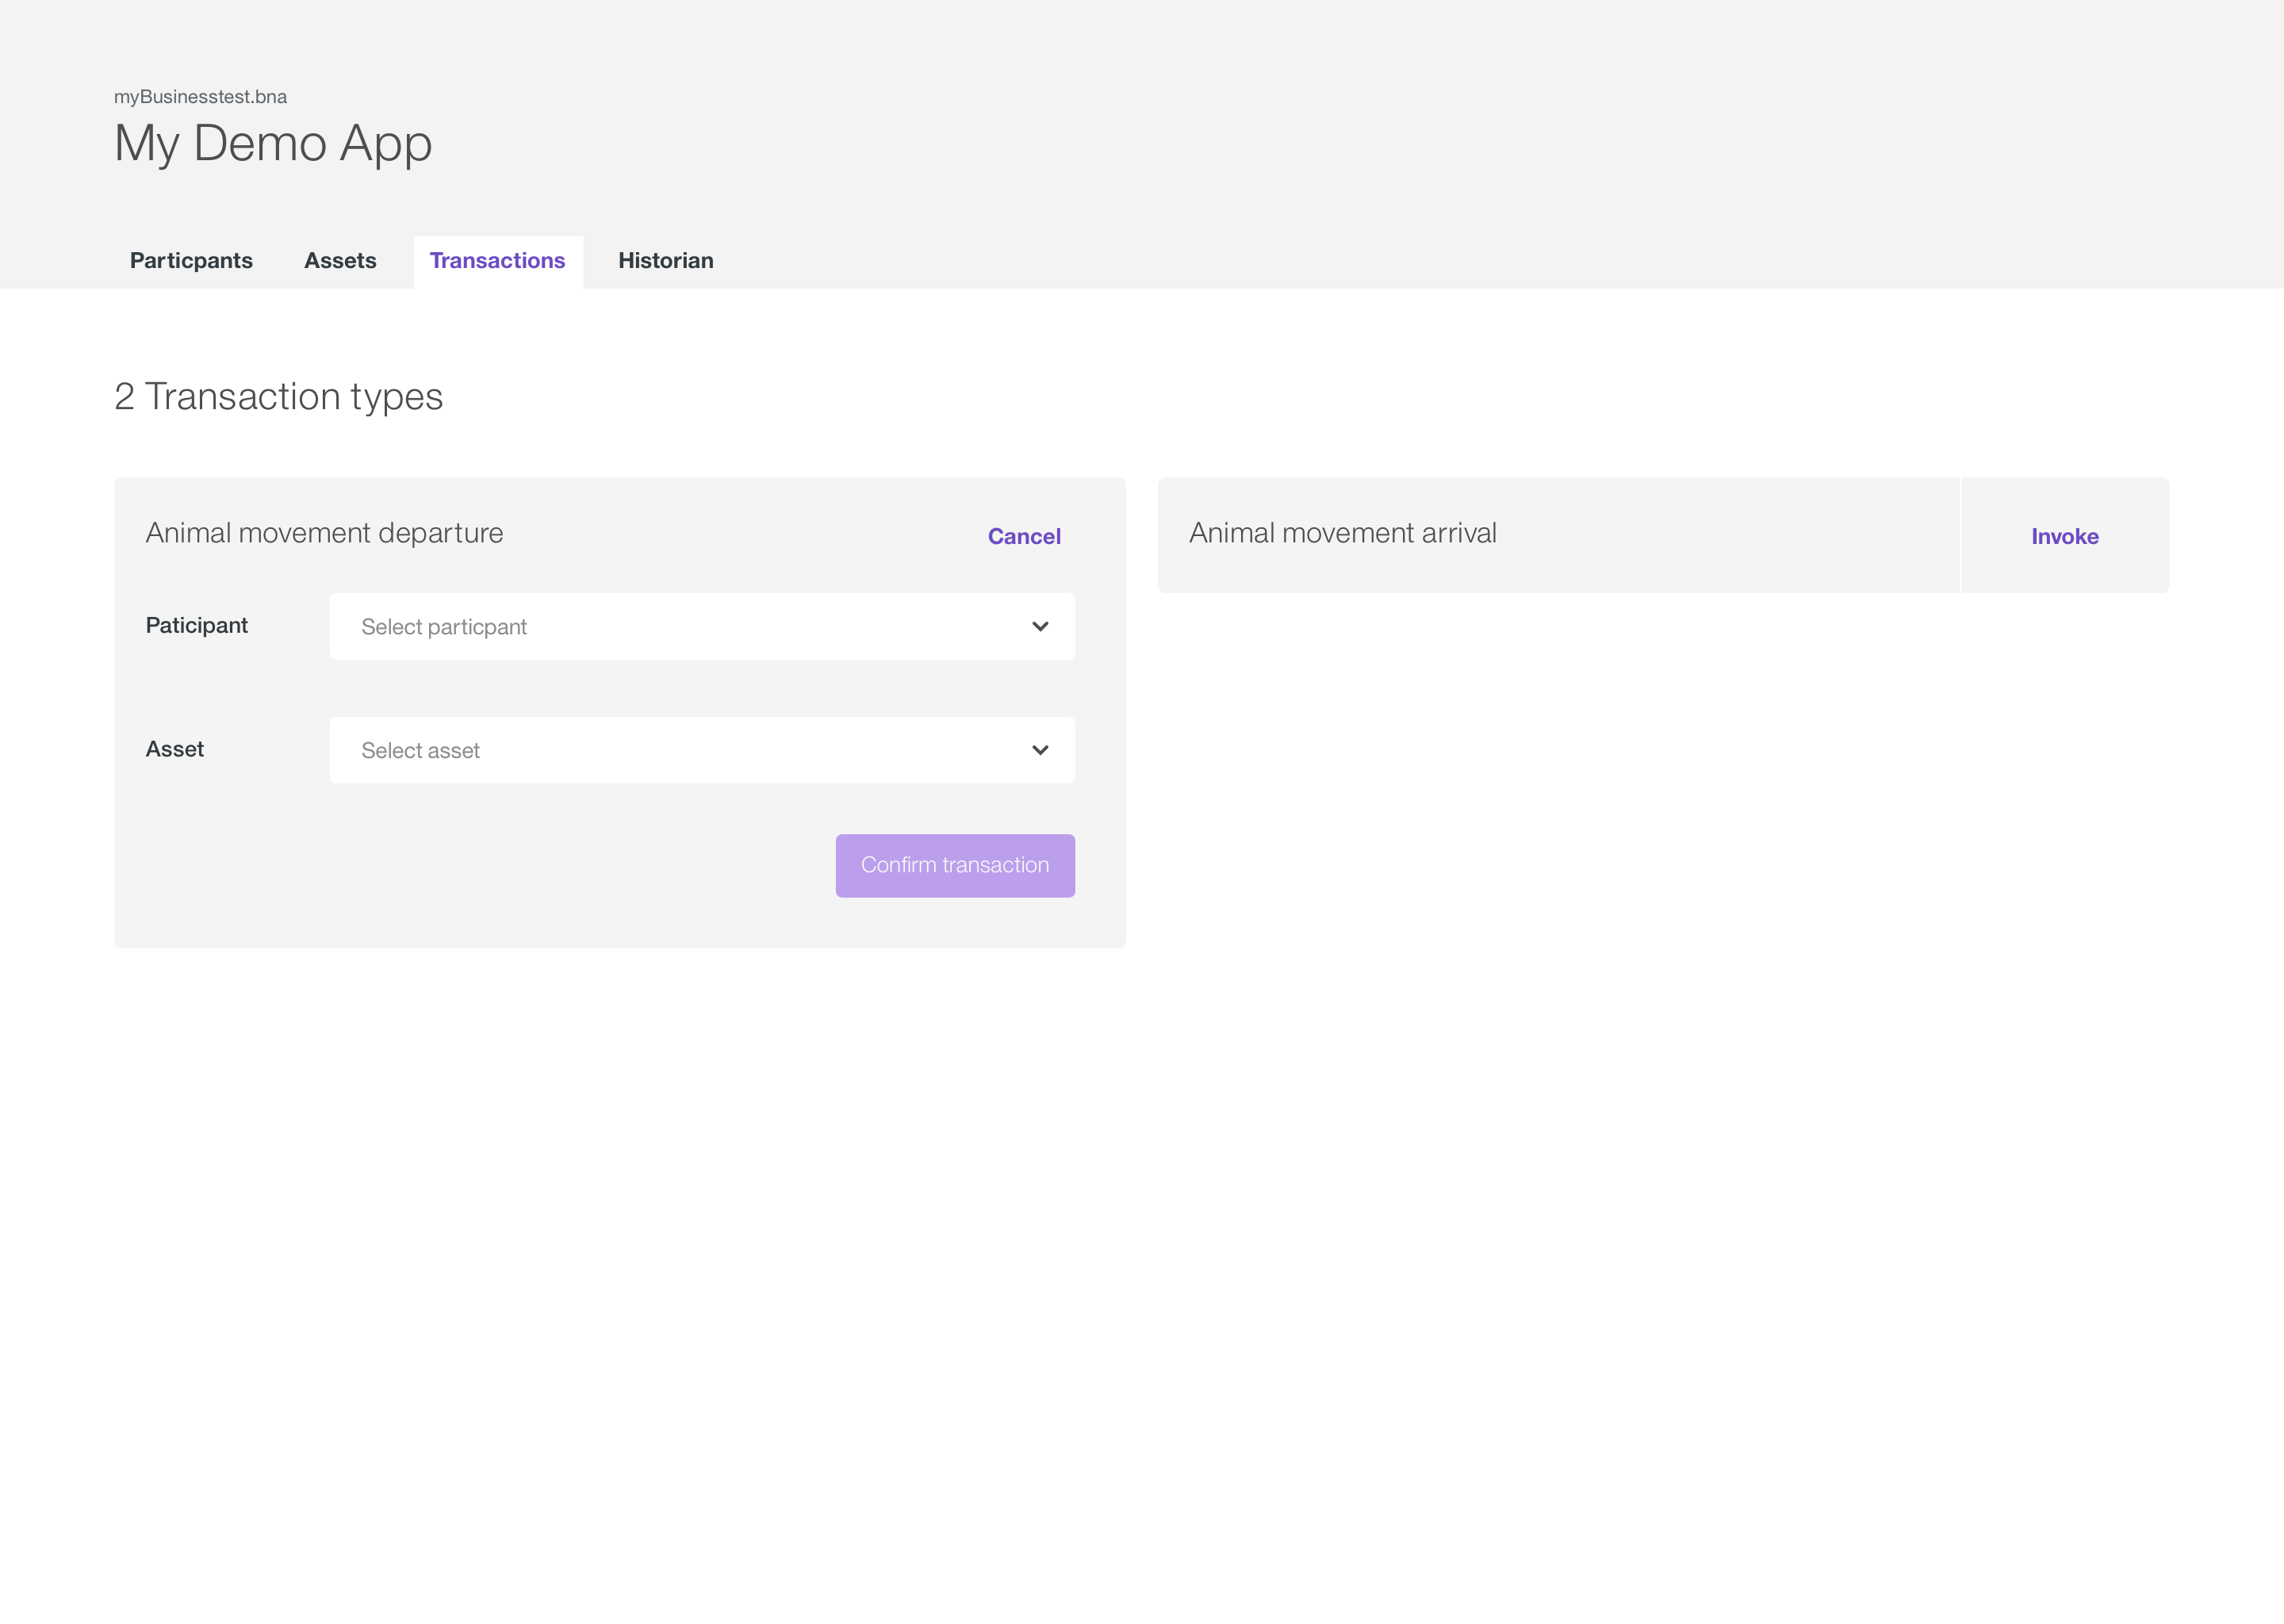 myBusinesstest.bna
My Demo App
Particpants Assets Transactions Historian
2 Transaction types
Animal movement departure Cancel
Paticipant Select particpant
Asset Select asset
Confirm transaction
Animal movement arrival Invoke